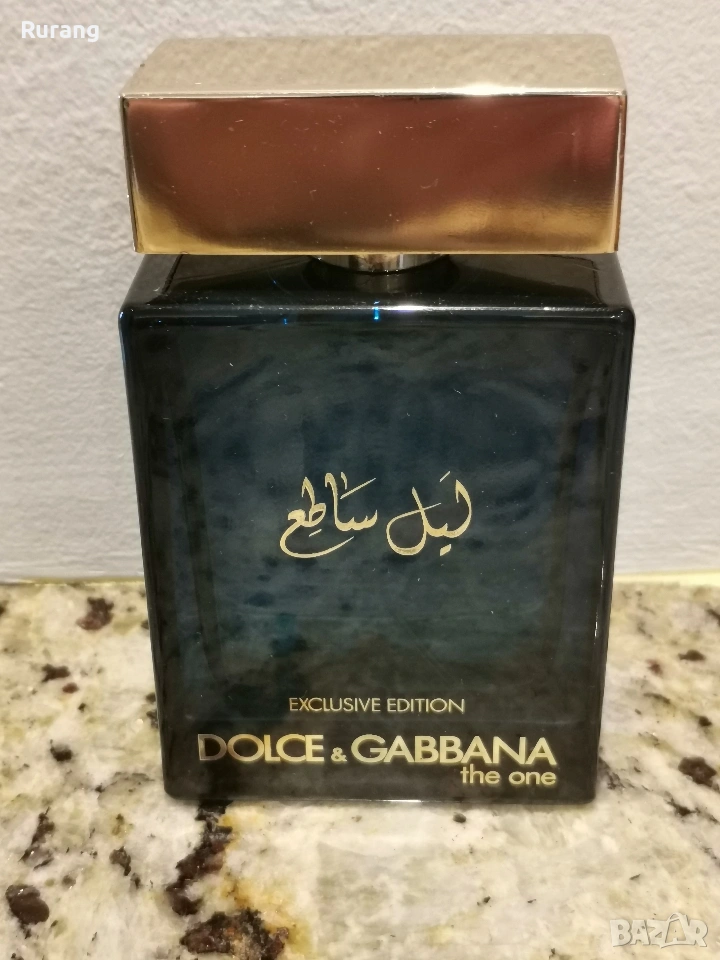 Rurang
ليل ساطع
EXCLUSIVE EDITION
DOLCE & GABBANA
the one
BAZAR